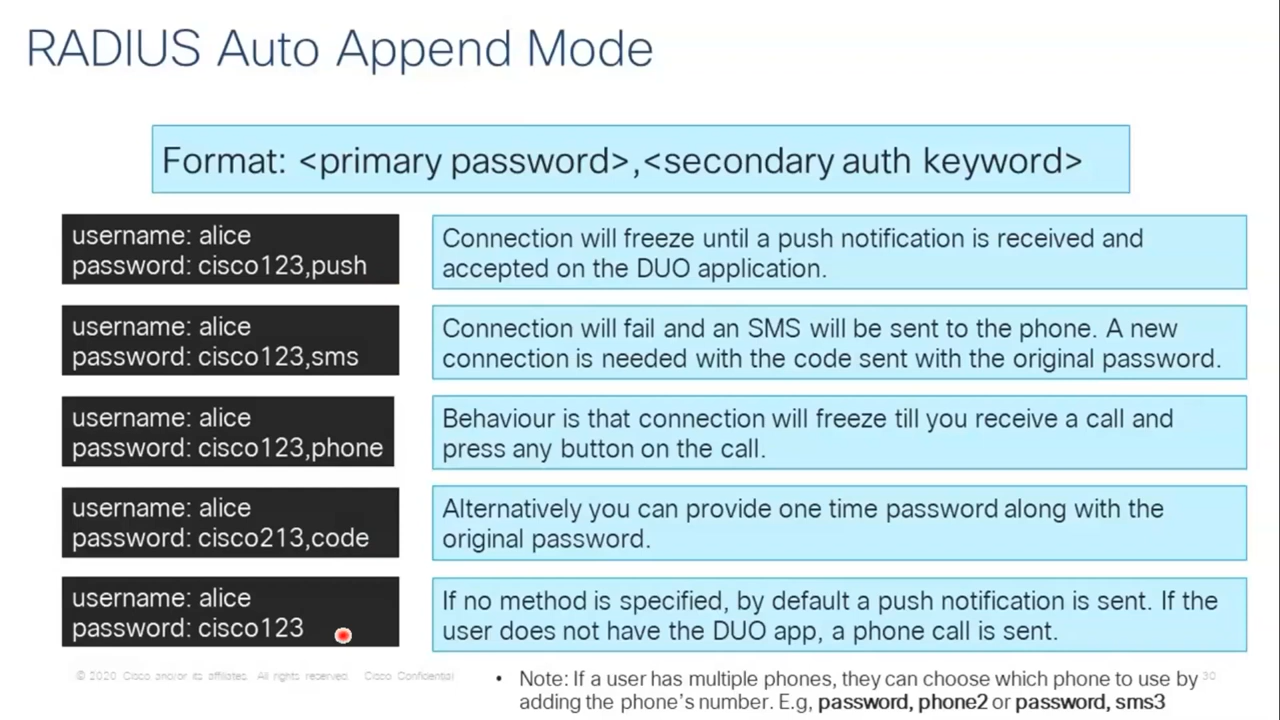 RADIUS Auto Append Mode
Format: <primary password>,<secondary auth keyword>
username: alice
password: cisco123,push
Connection will freeze until a push notification is received and
accepted on the DUO application.
username: alice
password: cisco123,sms
Connection will fail and an SMS will be sent to the phone. A new
connection is needed with the code sent with the original password.
username: alice
password: cisco123,phone
Behaviour is that connection will freeze till you receive a call and
press any button on the call.
username: alice
password: cisco213,code
Alternatively you can provide one time password along with the
original password.
username: alice
password: cisco123
If no method is specified, by default a push notification is sent. If the
user does not have the DUO app, a phone call is sent.
© 2020 Cisco and/or its affiliates. All rights reserved. Cisco Confidential
• Note: If a user has multiple phones, they can choose which phone to use by
adding the phone's number. E.g, password, phone2 or password, sms3
30